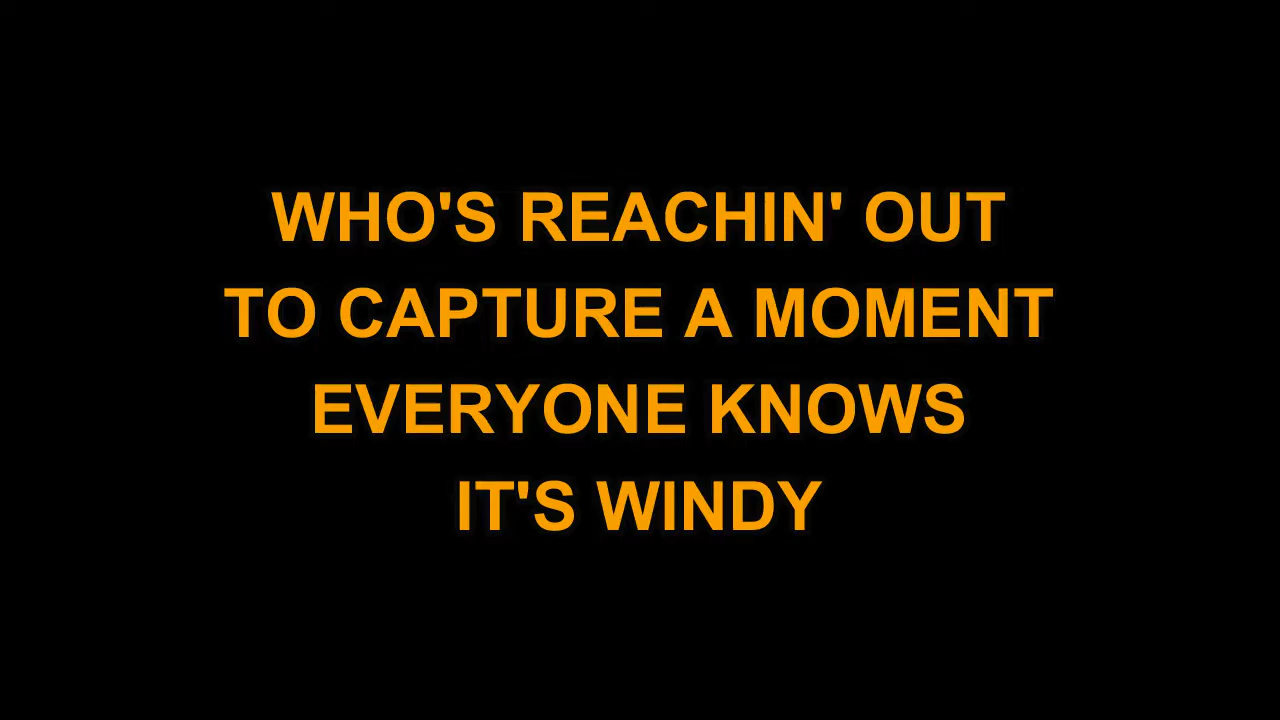 WHO'S REACHIN' OUT
TO CAPTURE A MOMENT
EVERYONE KNOWS
IT'S WINDY